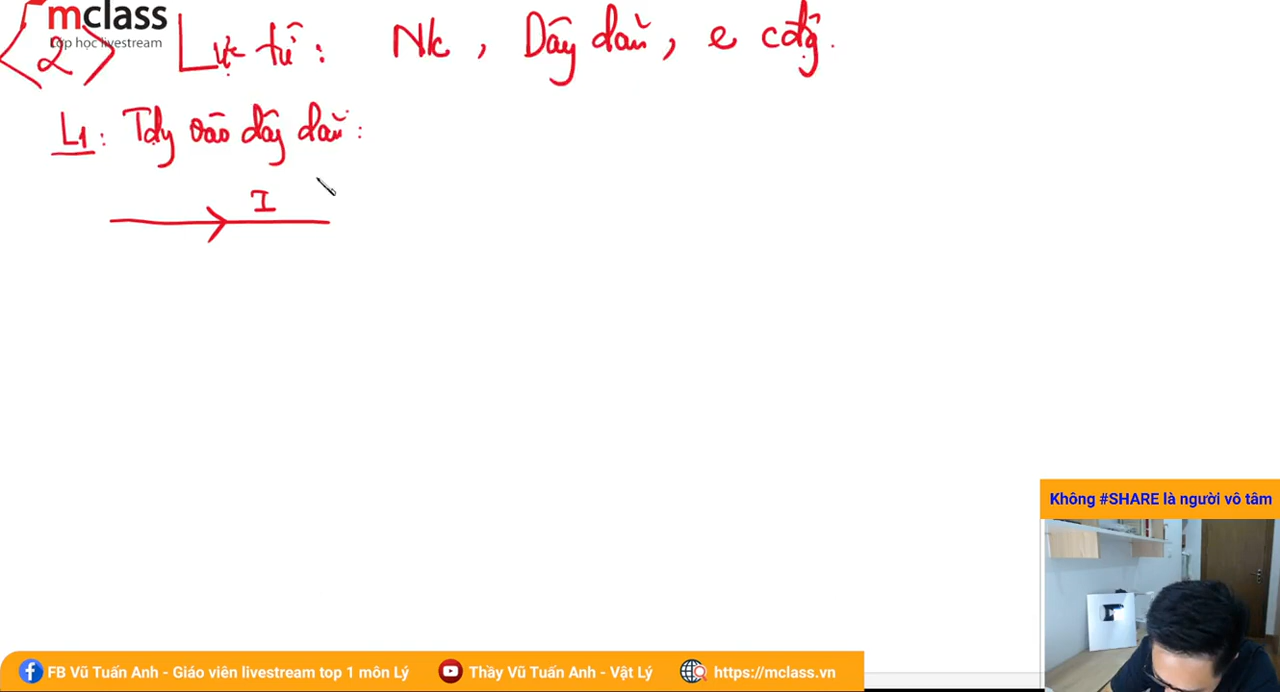 mclass
Lớp học livestream
<2> Lực từ: Nc, Dây dẫn, e cđg.
L1: Tdụ vào dây dẫn:
I
Không #SHARE là người vô tâm
FB Vũ Tuấn Anh - Giáo viên livestream top 1 môn Lý
Thầy Vũ Tuấn Anh - Vật Lý
https://mclass.vn